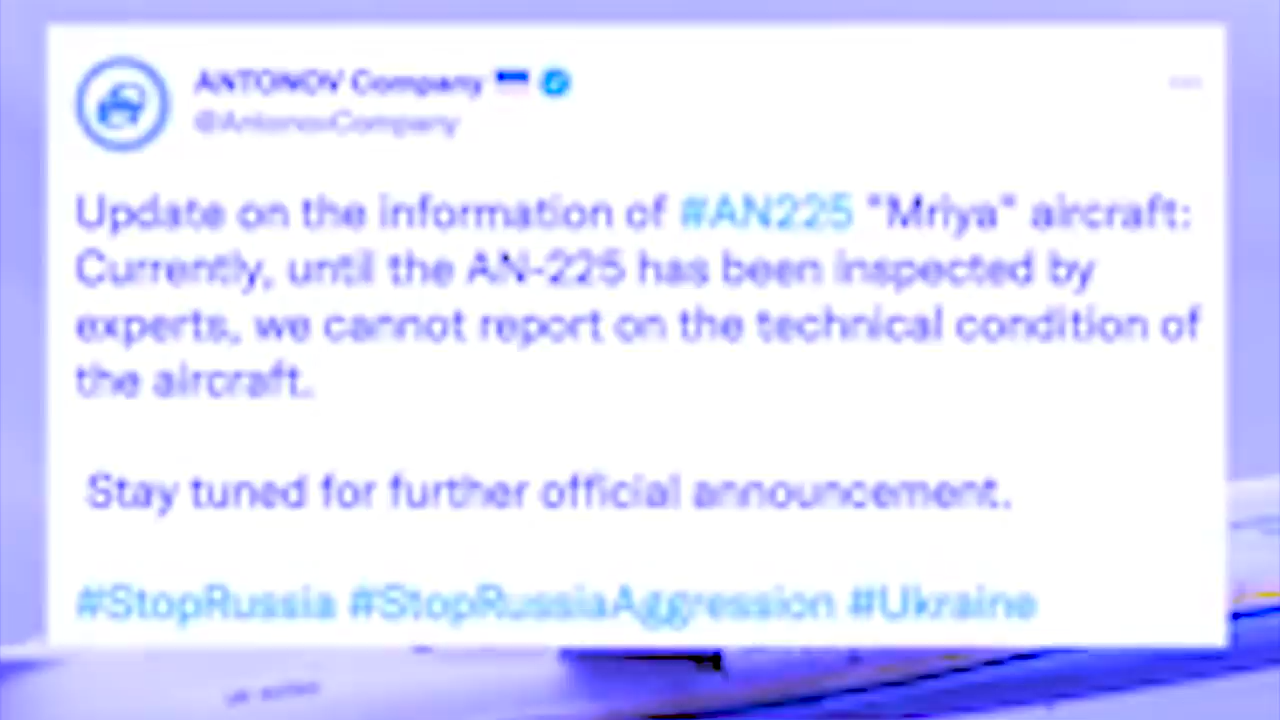 ANTONOV Company
@AntonovCompany
Update on the information of #AN225 "Mriya" aircraft:
Currently, until the AN-225 has been inspected by
experts, we cannot report on the technical condition of
the aircraft.
Stay tuned for further official announcement.
#StopRussia #StopRussiaAggression #Ukraine